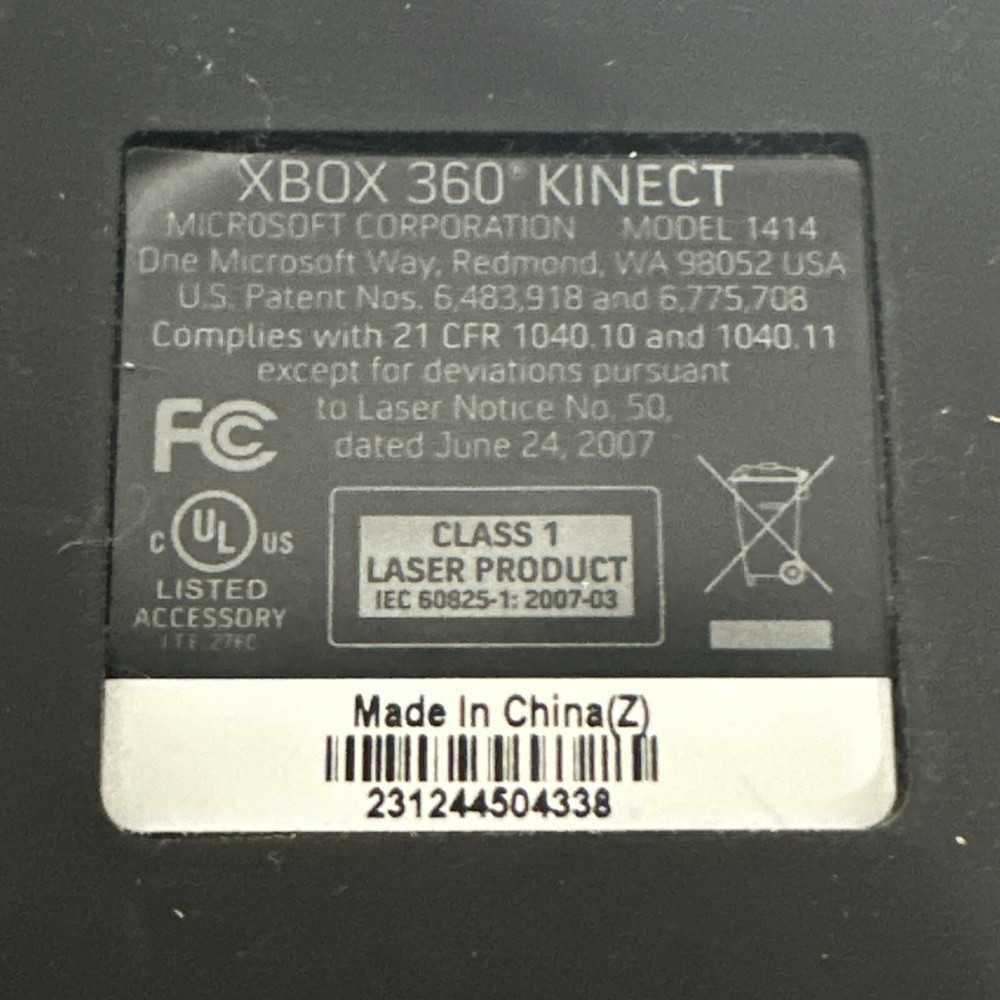 XBOX 360® KINECT
MICROSOFT CORPORATION MODEL 1414
One Microsoft Way, Redmond, WA 98052 USA
U.S. Patent Nos. 6,483,918 and 6,775,708
Complies with 21 CFR 1040.10 and 1040.11
except for deviations pursuant
to Laser Notice No. 50,
dated June 24, 2007
FC
C UL US
LISTED
ACCESSORY
I.T.E. 27FC
CLASS 1
LASER PRODUCT
IEC 60825-1: 2007-03
Made In China(Z)
231244504338